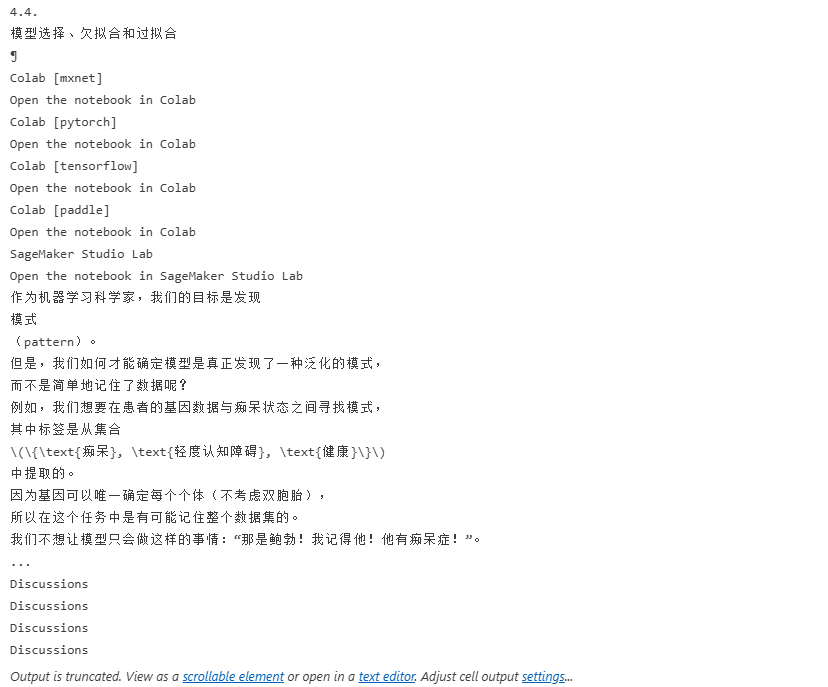 4.4.
模型选择、欠拟合和过拟合
¶
Colab [mxnet]
Open the notebook in Colab
Colab [pytorch]
Open the notebook in Colab
Colab [tensorflow]
Open the notebook in Colab
Colab [paddle]
Open the notebook in Colab
SageMaker Studio Lab
Open the notebook in SageMaker Studio Lab
作为机器学习科学家，我们的目标是发现
模式
（pattern）。
但是，我们如何才能确定模型是真正发现了一种泛化的模式，
而不是简单地记住了数据呢？
例如，我们想要在患者的基因数据与痴呆状态之间寻找模式，
其中标签是从集合
\(\{\text{痴呆}, \text{轻度认知障碍}, \text{健康}\}\)
中提取的。
因为基因可以唯一确定每个个体（不考虑双胞胎），
所以在这个任务中是有可能记住整个数据集的。
我们不想让模型只会做这样的事情：“那是鲍勃！我记得他！他有痴呆症！”。
...
Discussions
Discussions
Discussions
Discussions
Output is truncated. View as a scrollable element or open in a text editor. Adjust cell output settings...